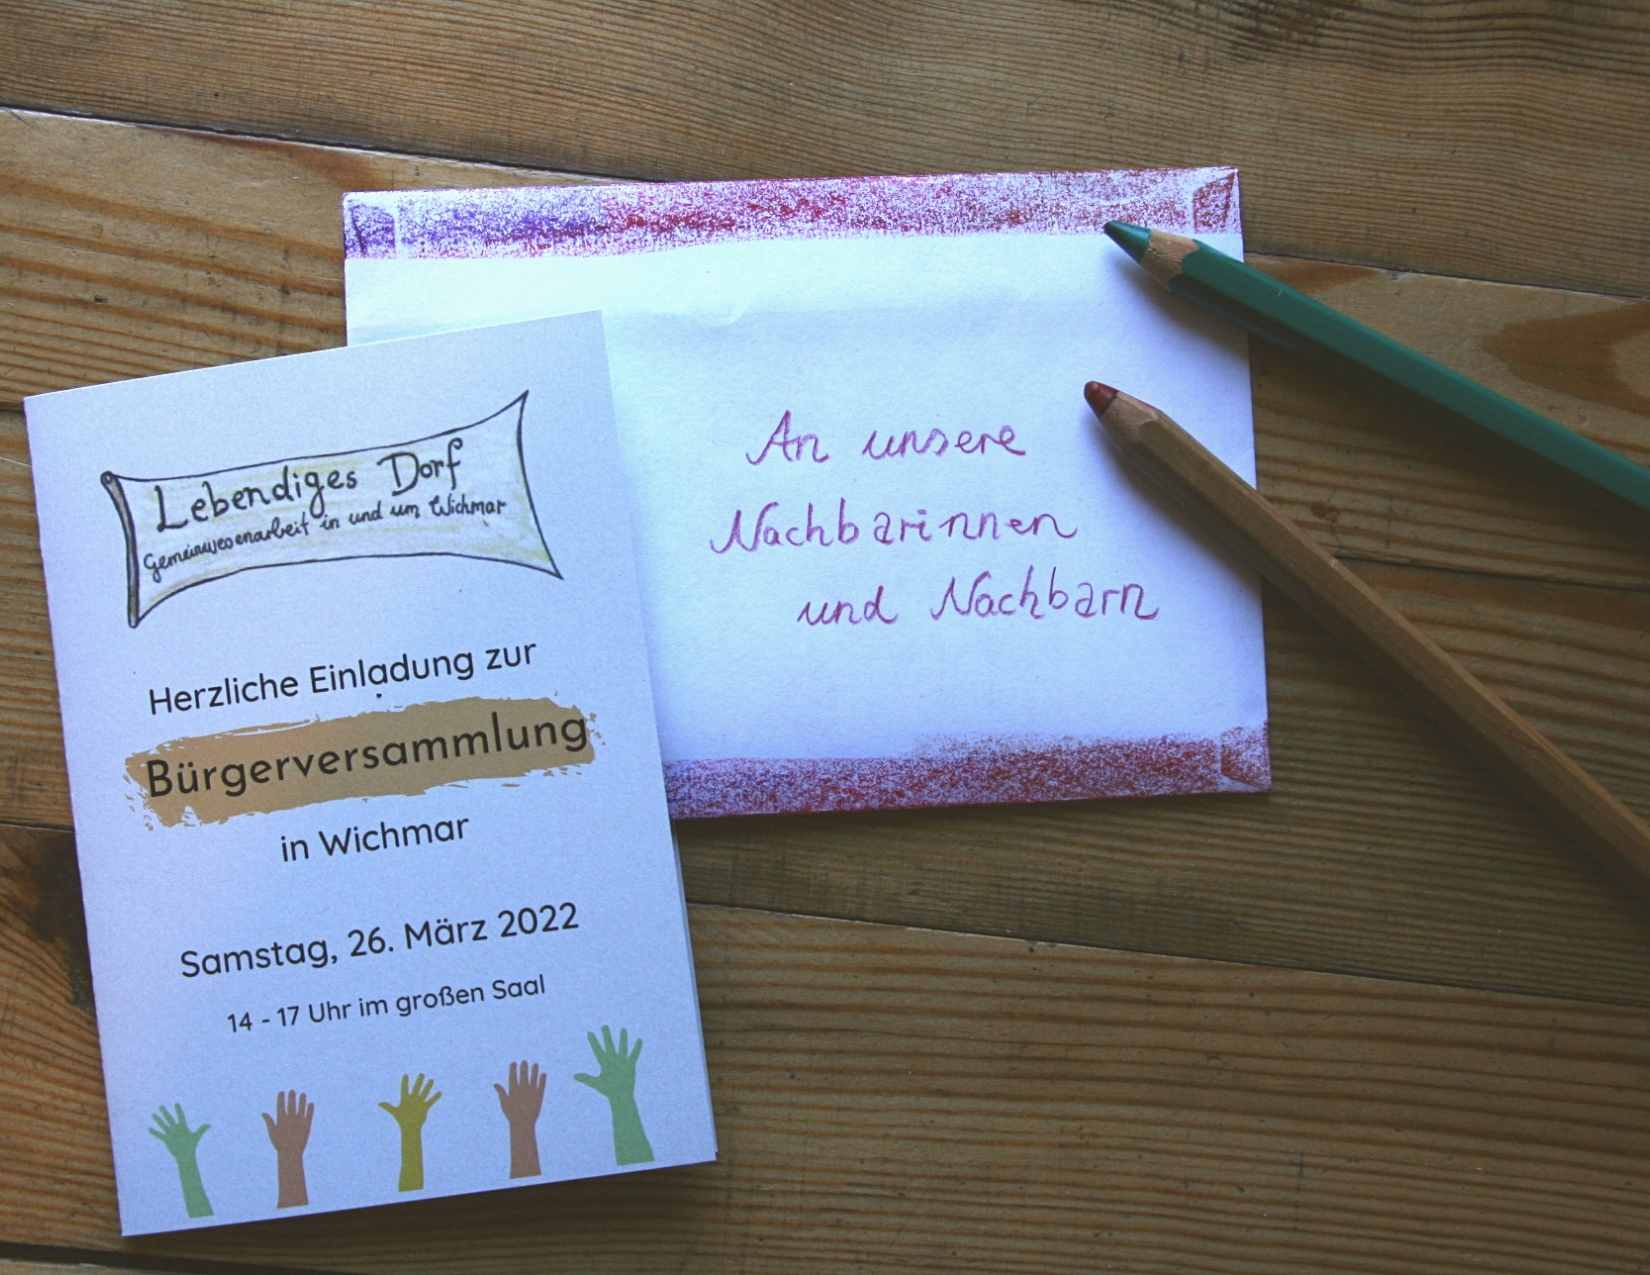 Lebendiges Dorf
Gemeinwesenarbeit in und um Wichmar
Herzliche Einladung zur
Bürgerversammlung
in Wichmar
Samstag, 26. März 2022
14 - 17 Uhr im großen Saal
An unsere
Nachbarinnen
und Nachbarn